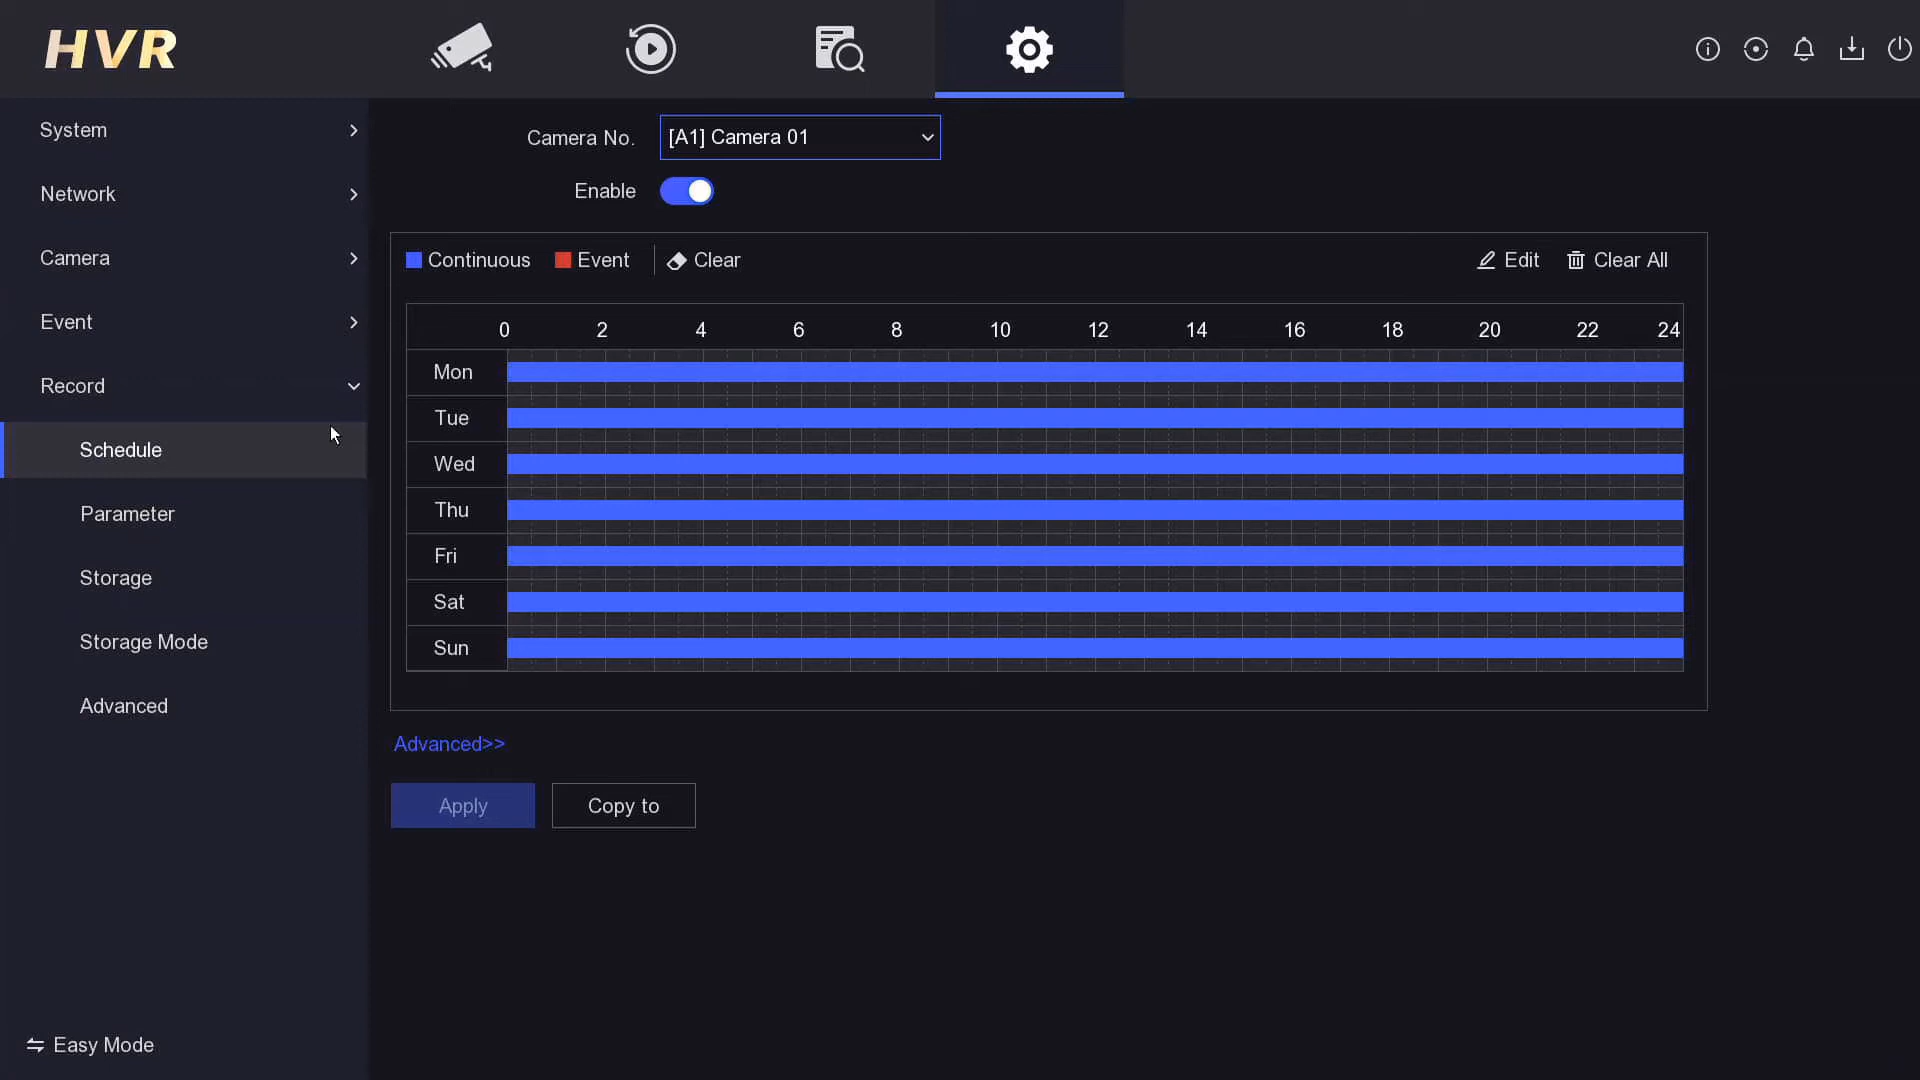 HVR
System
Network
Camera
Event
Record
Schedule
Parameter
Storage
Storage Mode
Advanced
Easy Mode
Camera No. [A1] Camera 01
Enable
Continuous Event Clear Edit Clear All
0 2 4 6 8 10 12 14 16 18 20 22 24
Mon
Tue
Wed
Thu
Fri
Sat
Sun
Advanced>>
Apply Copy to